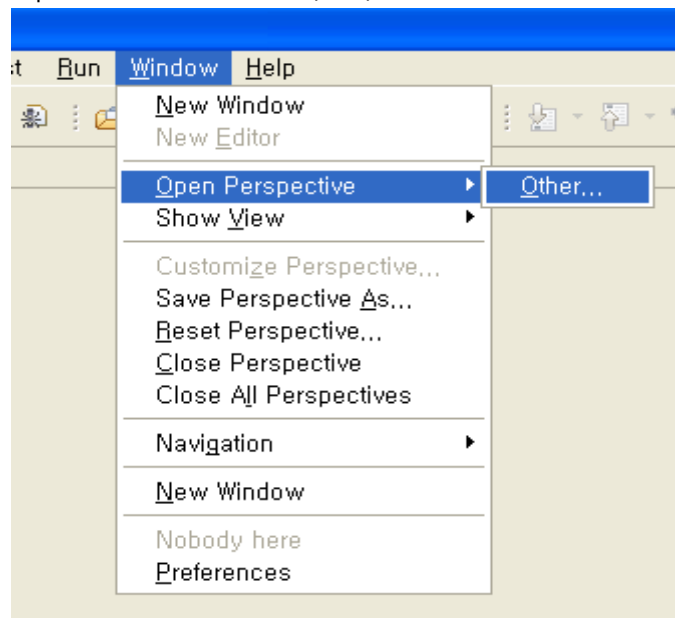 Run Window Help
New Window
New Editor
Open Perspective Other...
Show View
Customize Perspective...
Save Perspective As...
Reset Perspective...
Close Perspective
Close All Perspectives
Navigation
New Window
Nobody here
Preferences